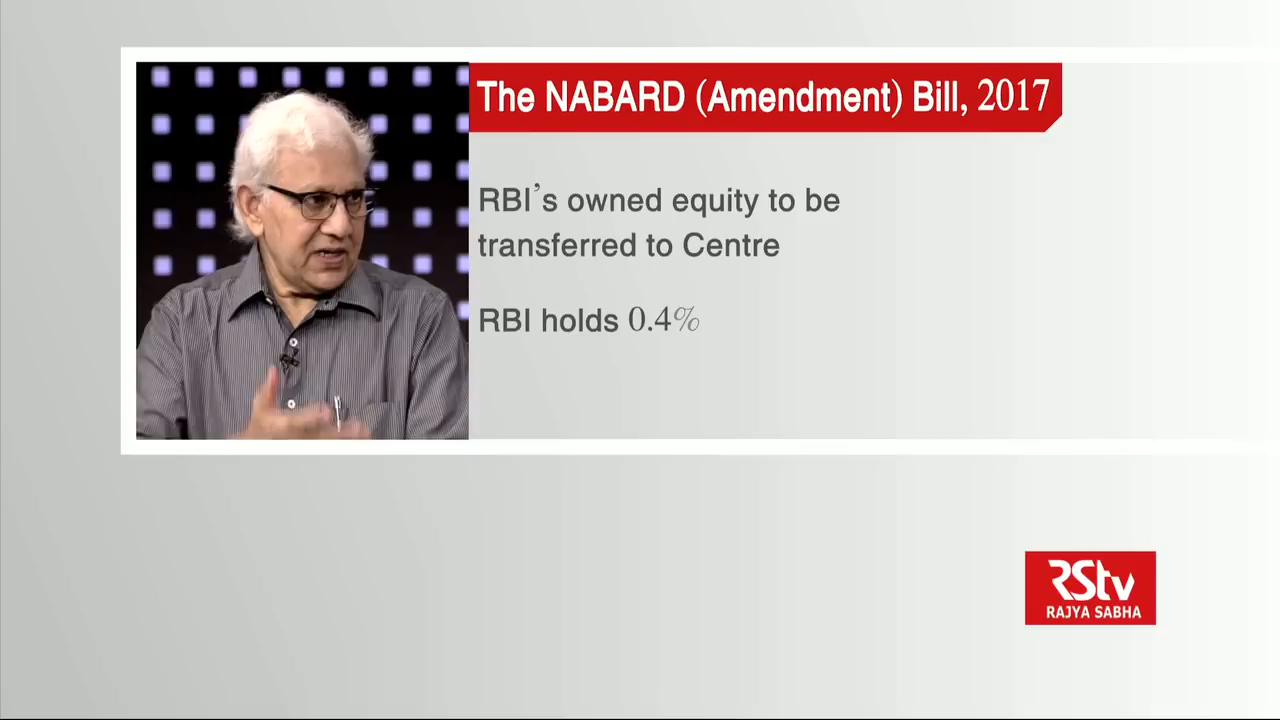 The NABARD (Amendment) Bill, 2017
RBI's owned equity to be
transferred to Centre
RBI holds 0.4%
RStv
RAJYA SABHA